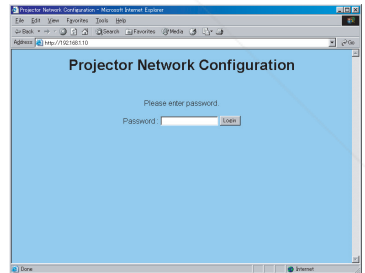 Projector Network Configuration - Microsoft Internet Explorer
File Edit View Favorites Tools Help
Back Search Favorites Media
Address http://192.168.1.10 Go
Projector Network Configuration
Please enter password.
Password : Login
Done Internet